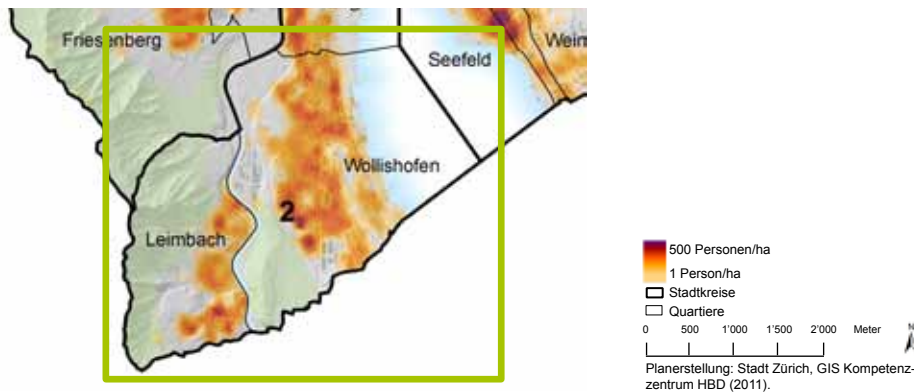 Friesenberg
Seefeld
Wein
Wollishofen
2
Leimbach
500 Personen/ha
1 Person/ha
Stadtkreise
Quartiere
0 500 1'000 1'500 2'000 Meter
N
Planerstellung: Stadt Zürich, GIS Kompetenz-
zentrum HBD (2011).